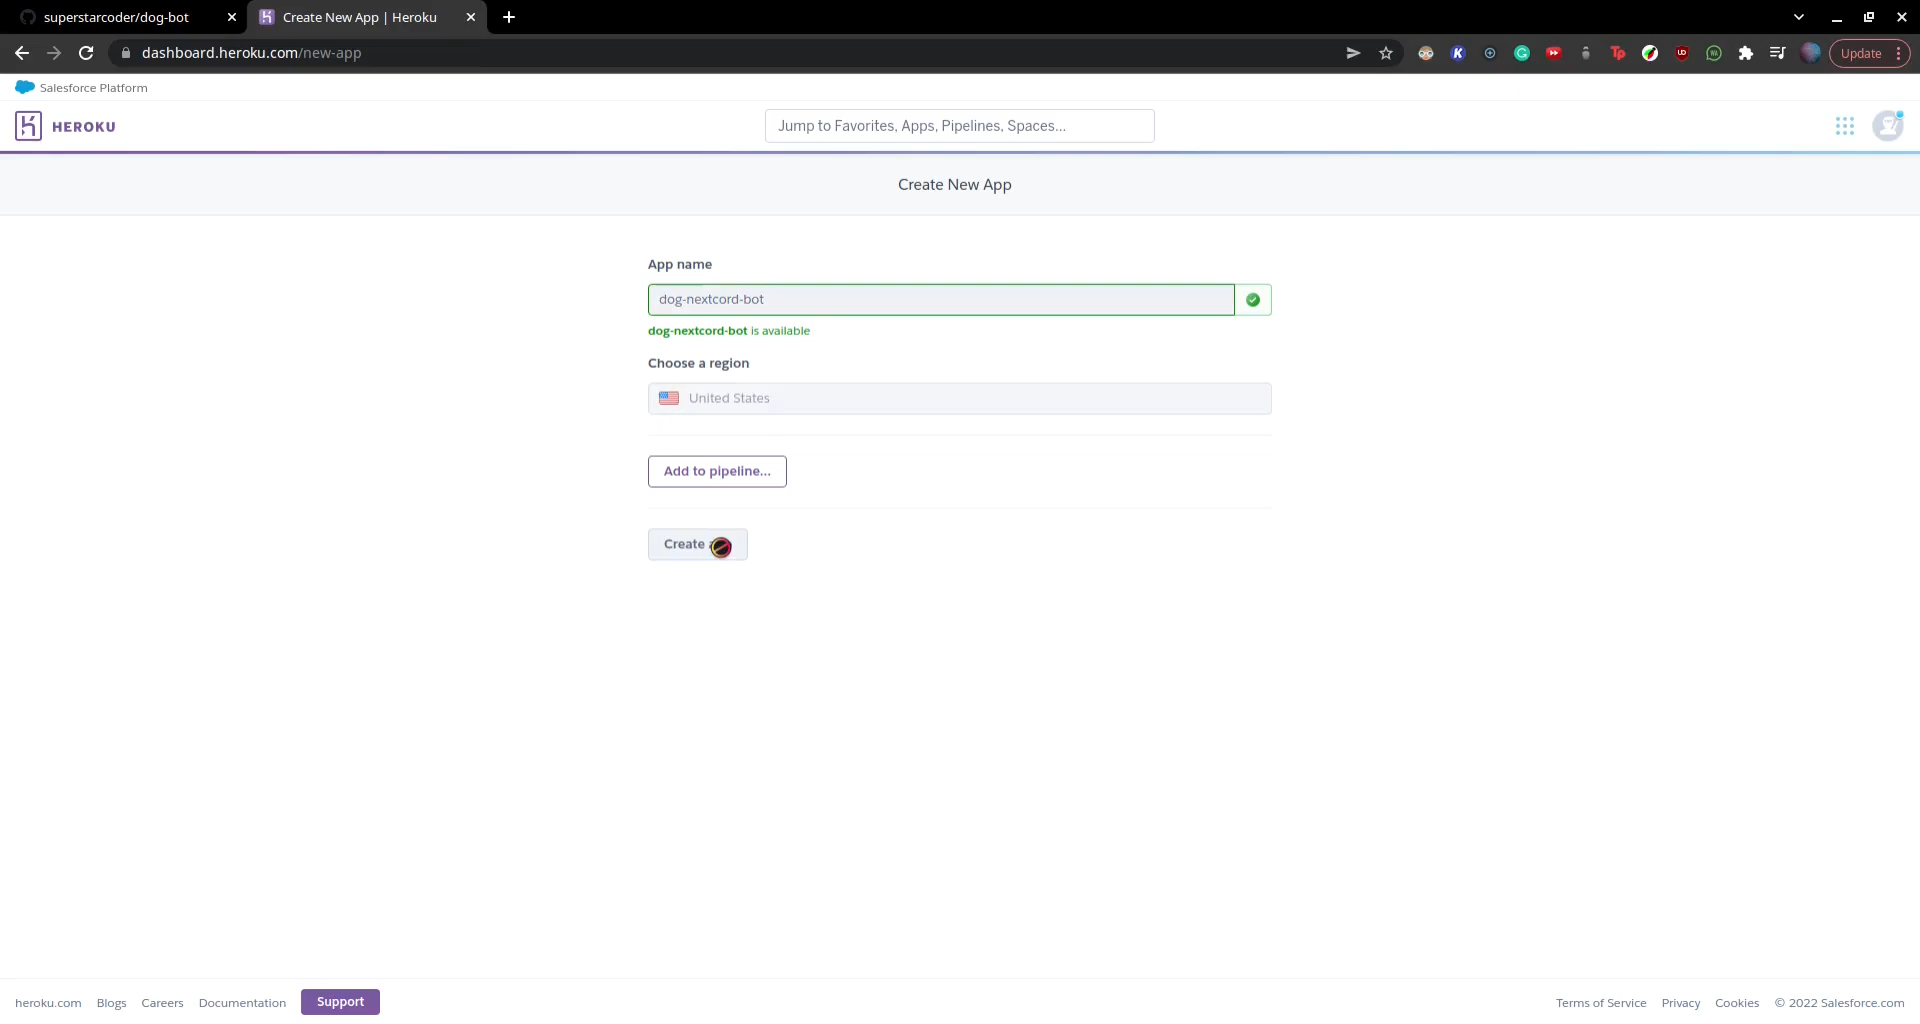 superstarcoder/dog-bot
Create New App | Heroku
dashboard.heroku.com/new-app
Update
Salesforce Platform
HEROKU
Jump to Favorites, Apps, Pipelines, Spaces...
Create New App
App name
dog-nextcord-bot
dog-nextcord-bot is available
Choose a region
United States
Add to pipeline...
Create
heroku.com Blogs Careers Documentation Support
Terms of Service Privacy Cookies © 2022 Salesforce.com